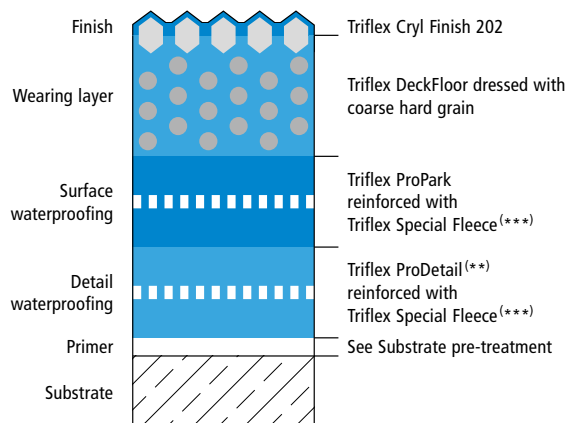 Finish
Triflex Cryl Finish 202
Wearing layer
Triflex DeckFloor dressed with
coarse hard grain
Surface
waterproofing
Triflex ProPark
reinforced with
Triflex Special Fleece(***)
Detail
waterproofing
Triflex ProDetail(**)
reinforced with
Triflex Special Fleece(***)
Primer
See Substrate pre-treatment
Substrate